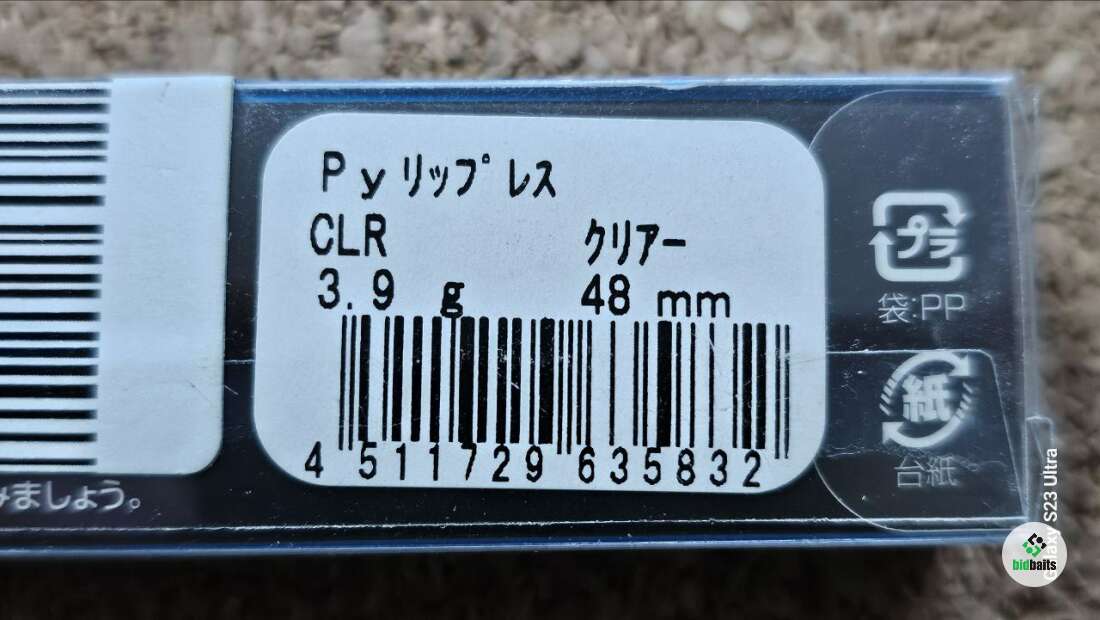 Pyリップレス
CLR クリアー
3.9 g 48 mm
4 511729 635832
プラ
袋:PP
紙
台紙
みましょう。
Galaxy S23 Ultra
bidbaits